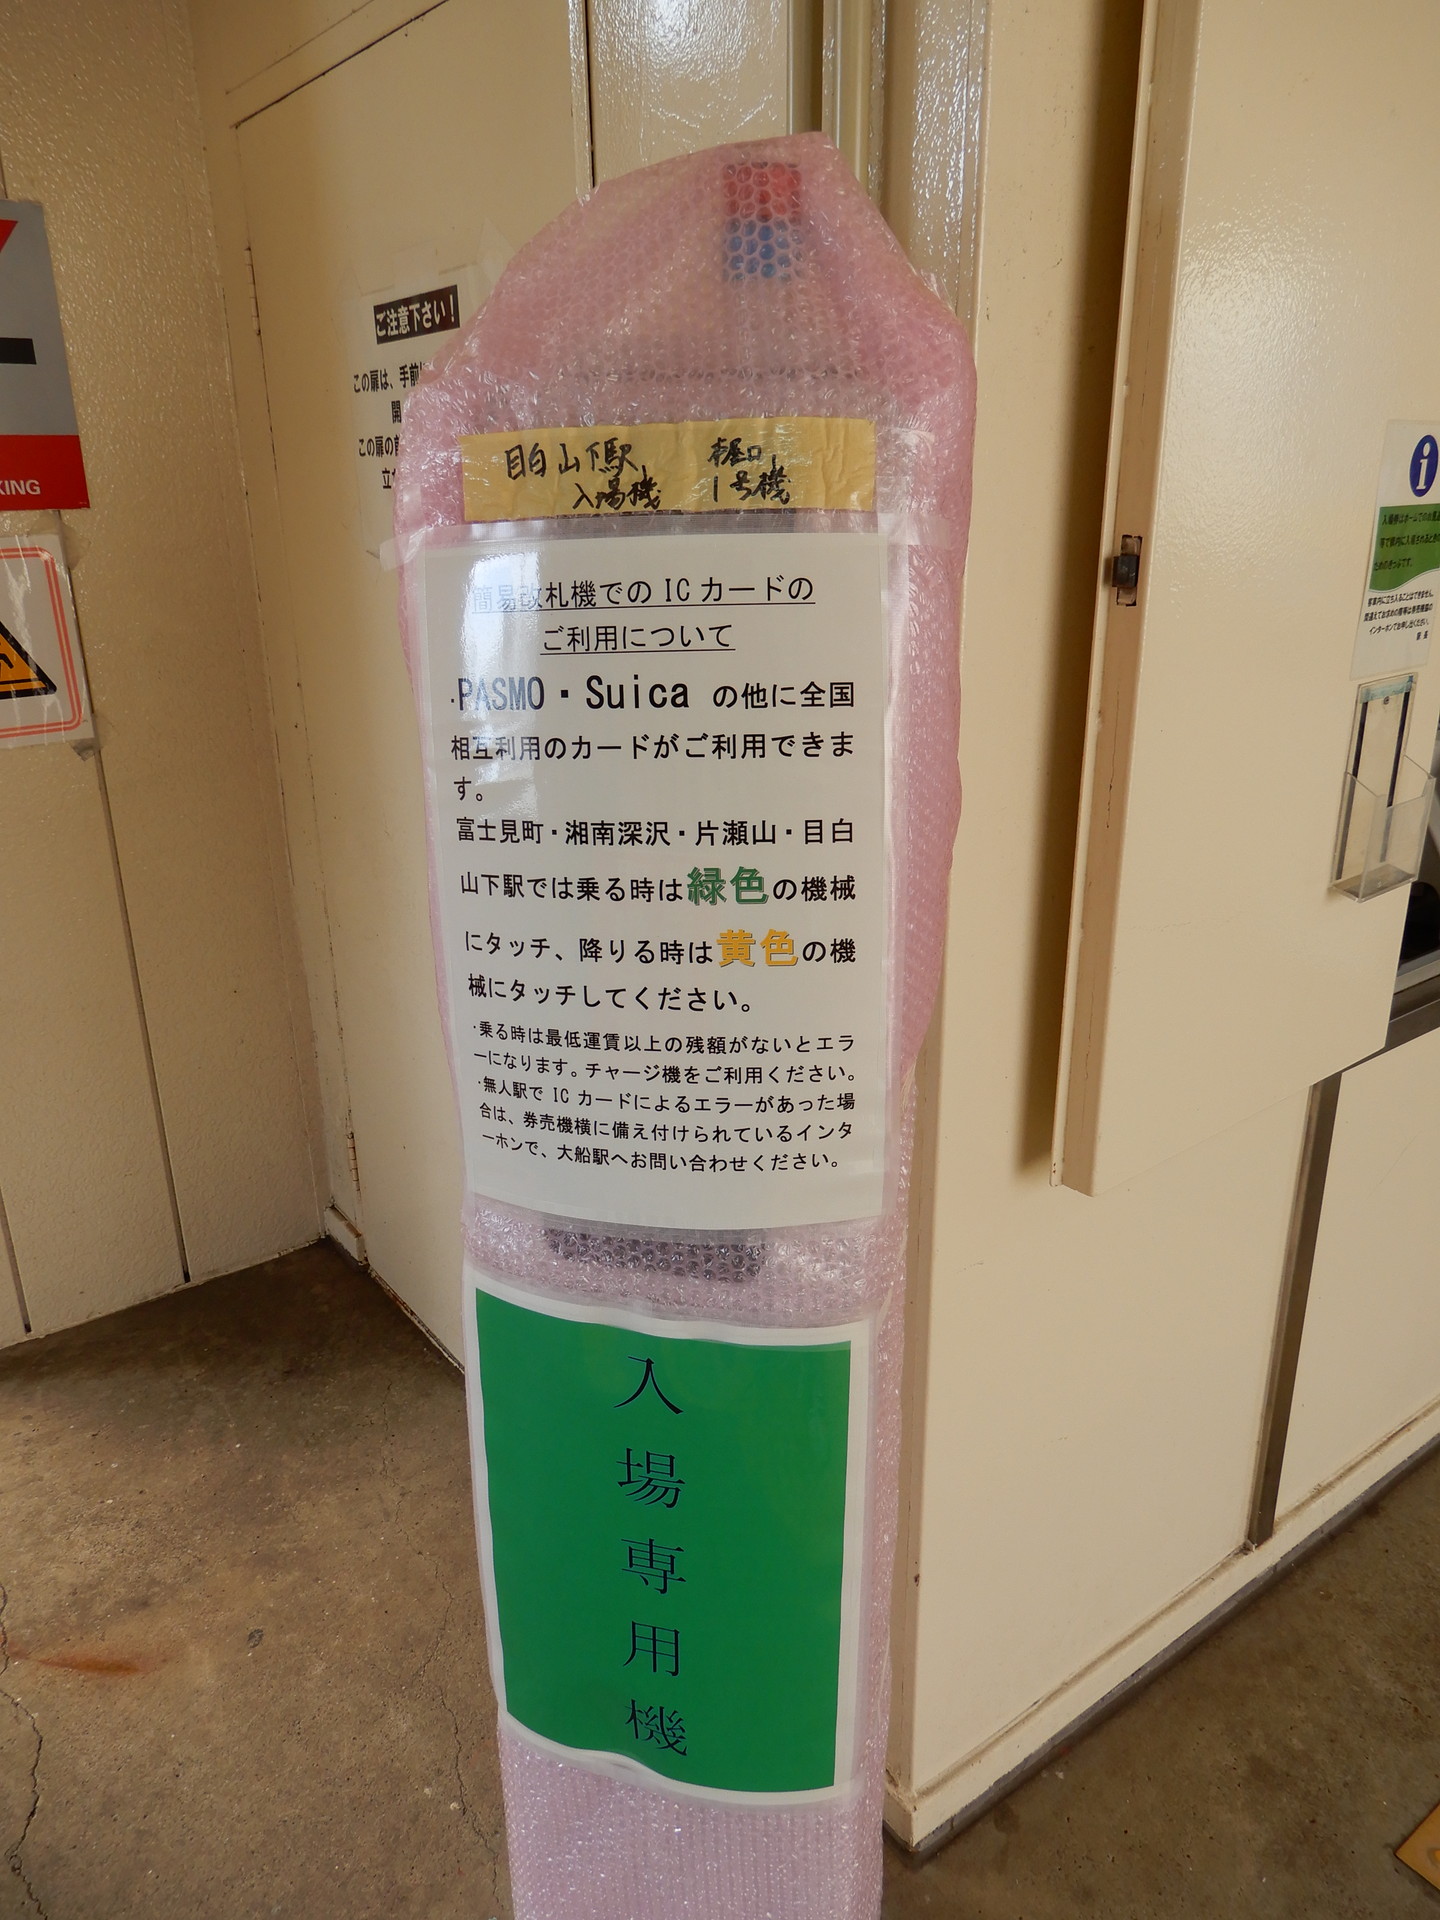 KING
ご注意下さい！
この扉は、手前
開
この扉の
立
目白山下駅 堀口
入場機 1号機
簡易改札機でのICカードの
ご利用について
・PASMO・Suica の他に全国
相互利用のカードがご利用できま
す。
富士見町・湘南深沢・片瀬山・目白
山下駅では乗る時は緑色の機械
にタッチ、降りる時は黄色の機
械にタッチしてください。
・乗る時は最低運賃以上の残額がないとエラ
ーになります。チャージ機をご利用ください。
・無人駅で IC カードによるエラーがあった場
合は、券売機横に備え付けられているインタ
ーホンで、大船駅へお問い合わせください。
入
場
専
用
機
i